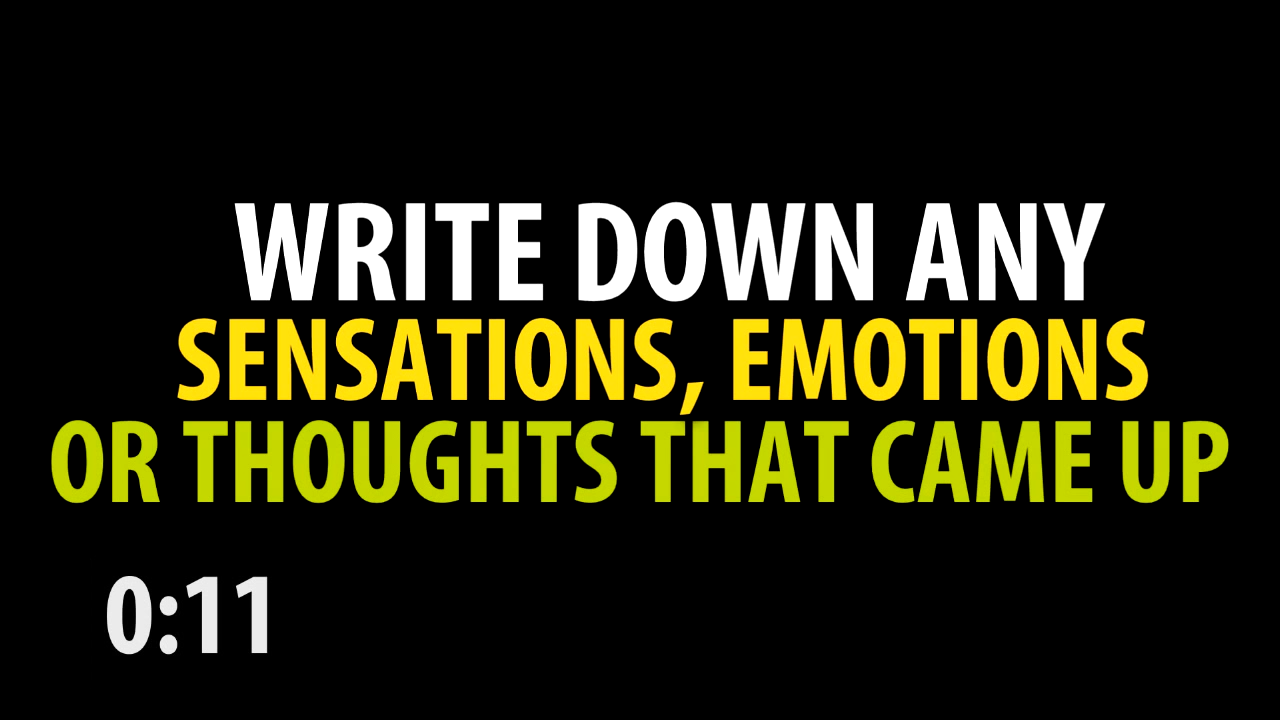 WRITE DOWN ANY
SENSATIONS, EMOTIONS
OR THOUGHTS THAT CAME UP
0:11